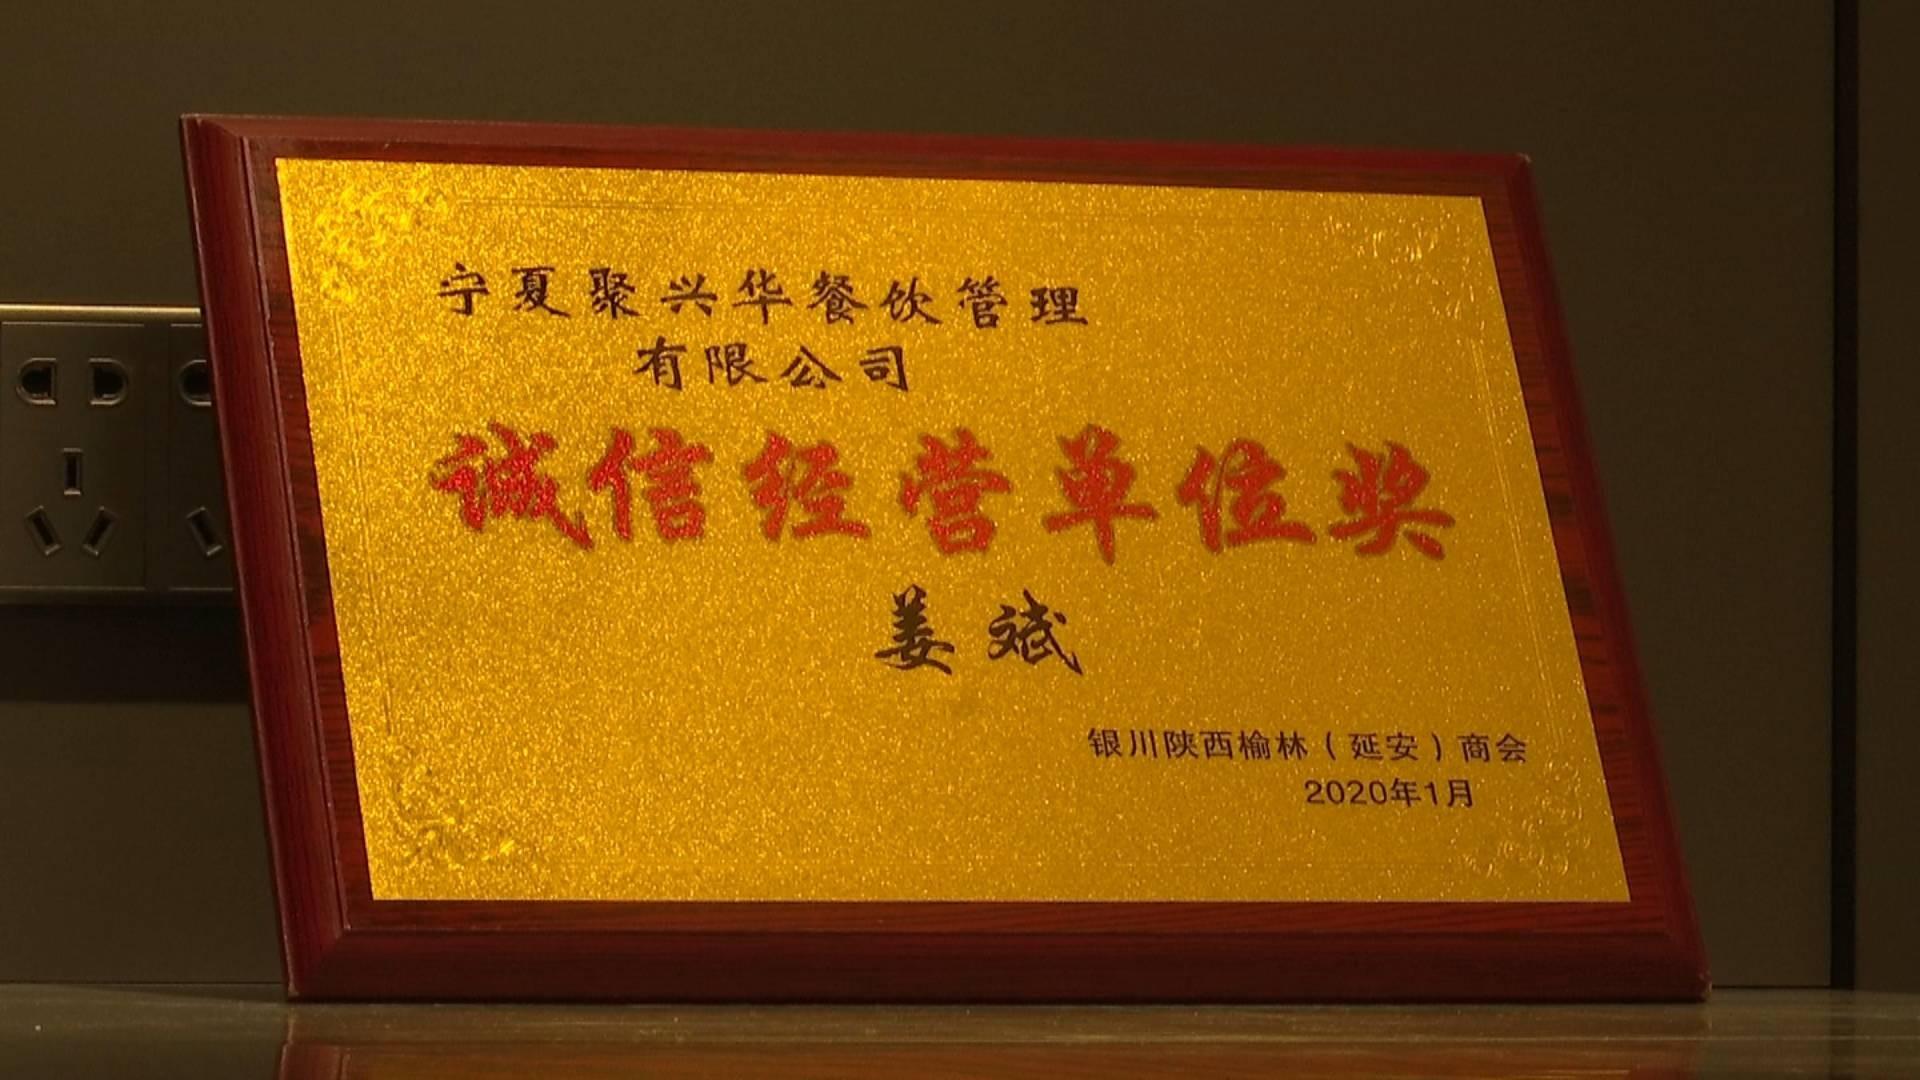 宁夏聚兴华餐饮管理
有限公司
诚信经营单位奖
姜斌
银川陕西榆林（延安）商会
2020年1月